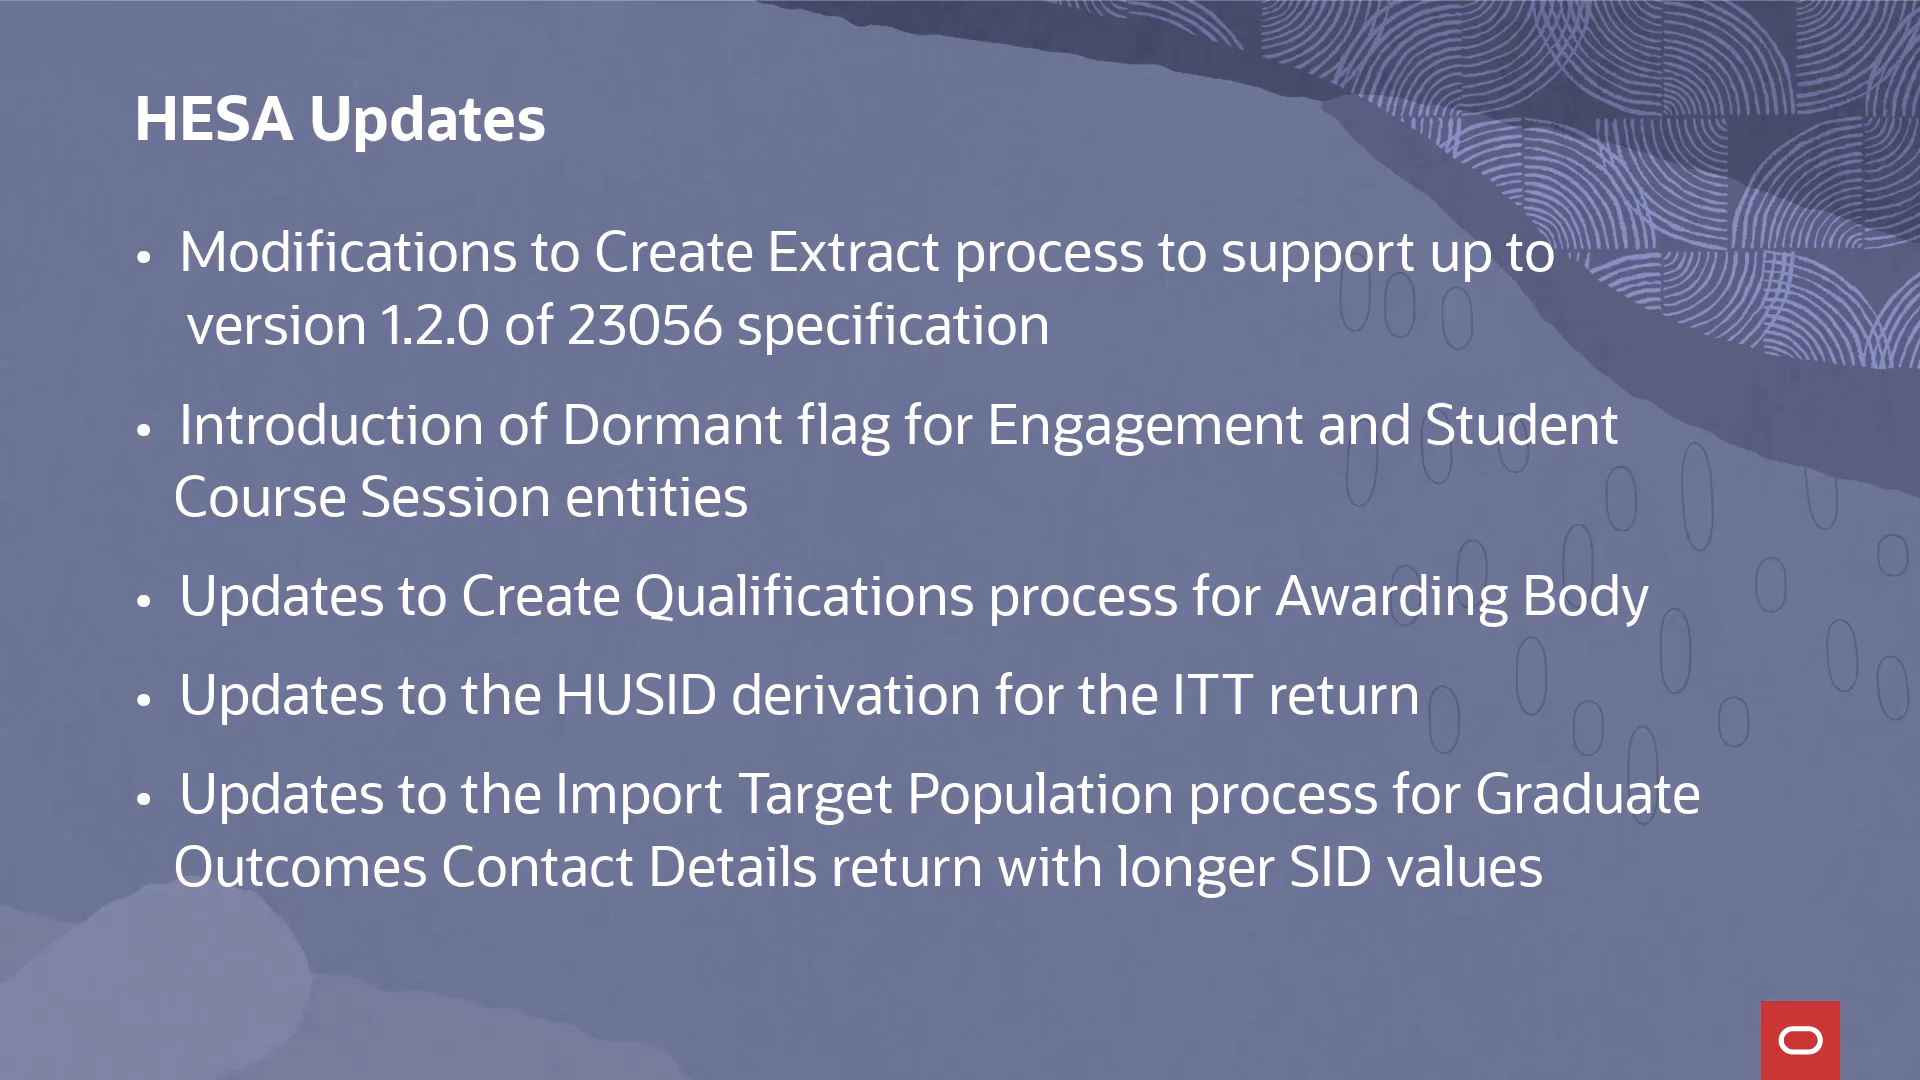 HESA Updates
• Modifications to Create Extract process to support up to
version 1.2.0 of 23056 specification
• Introduction of Dormant flag for Engagement and Student
Course Session entities
• Updates to Create Qualifications process for Awarding Body
• Updates to the HUSID derivation for the ITT return
• Updates to the Import Target Population process for Graduate
Outcomes Contact Details return with longer SID values